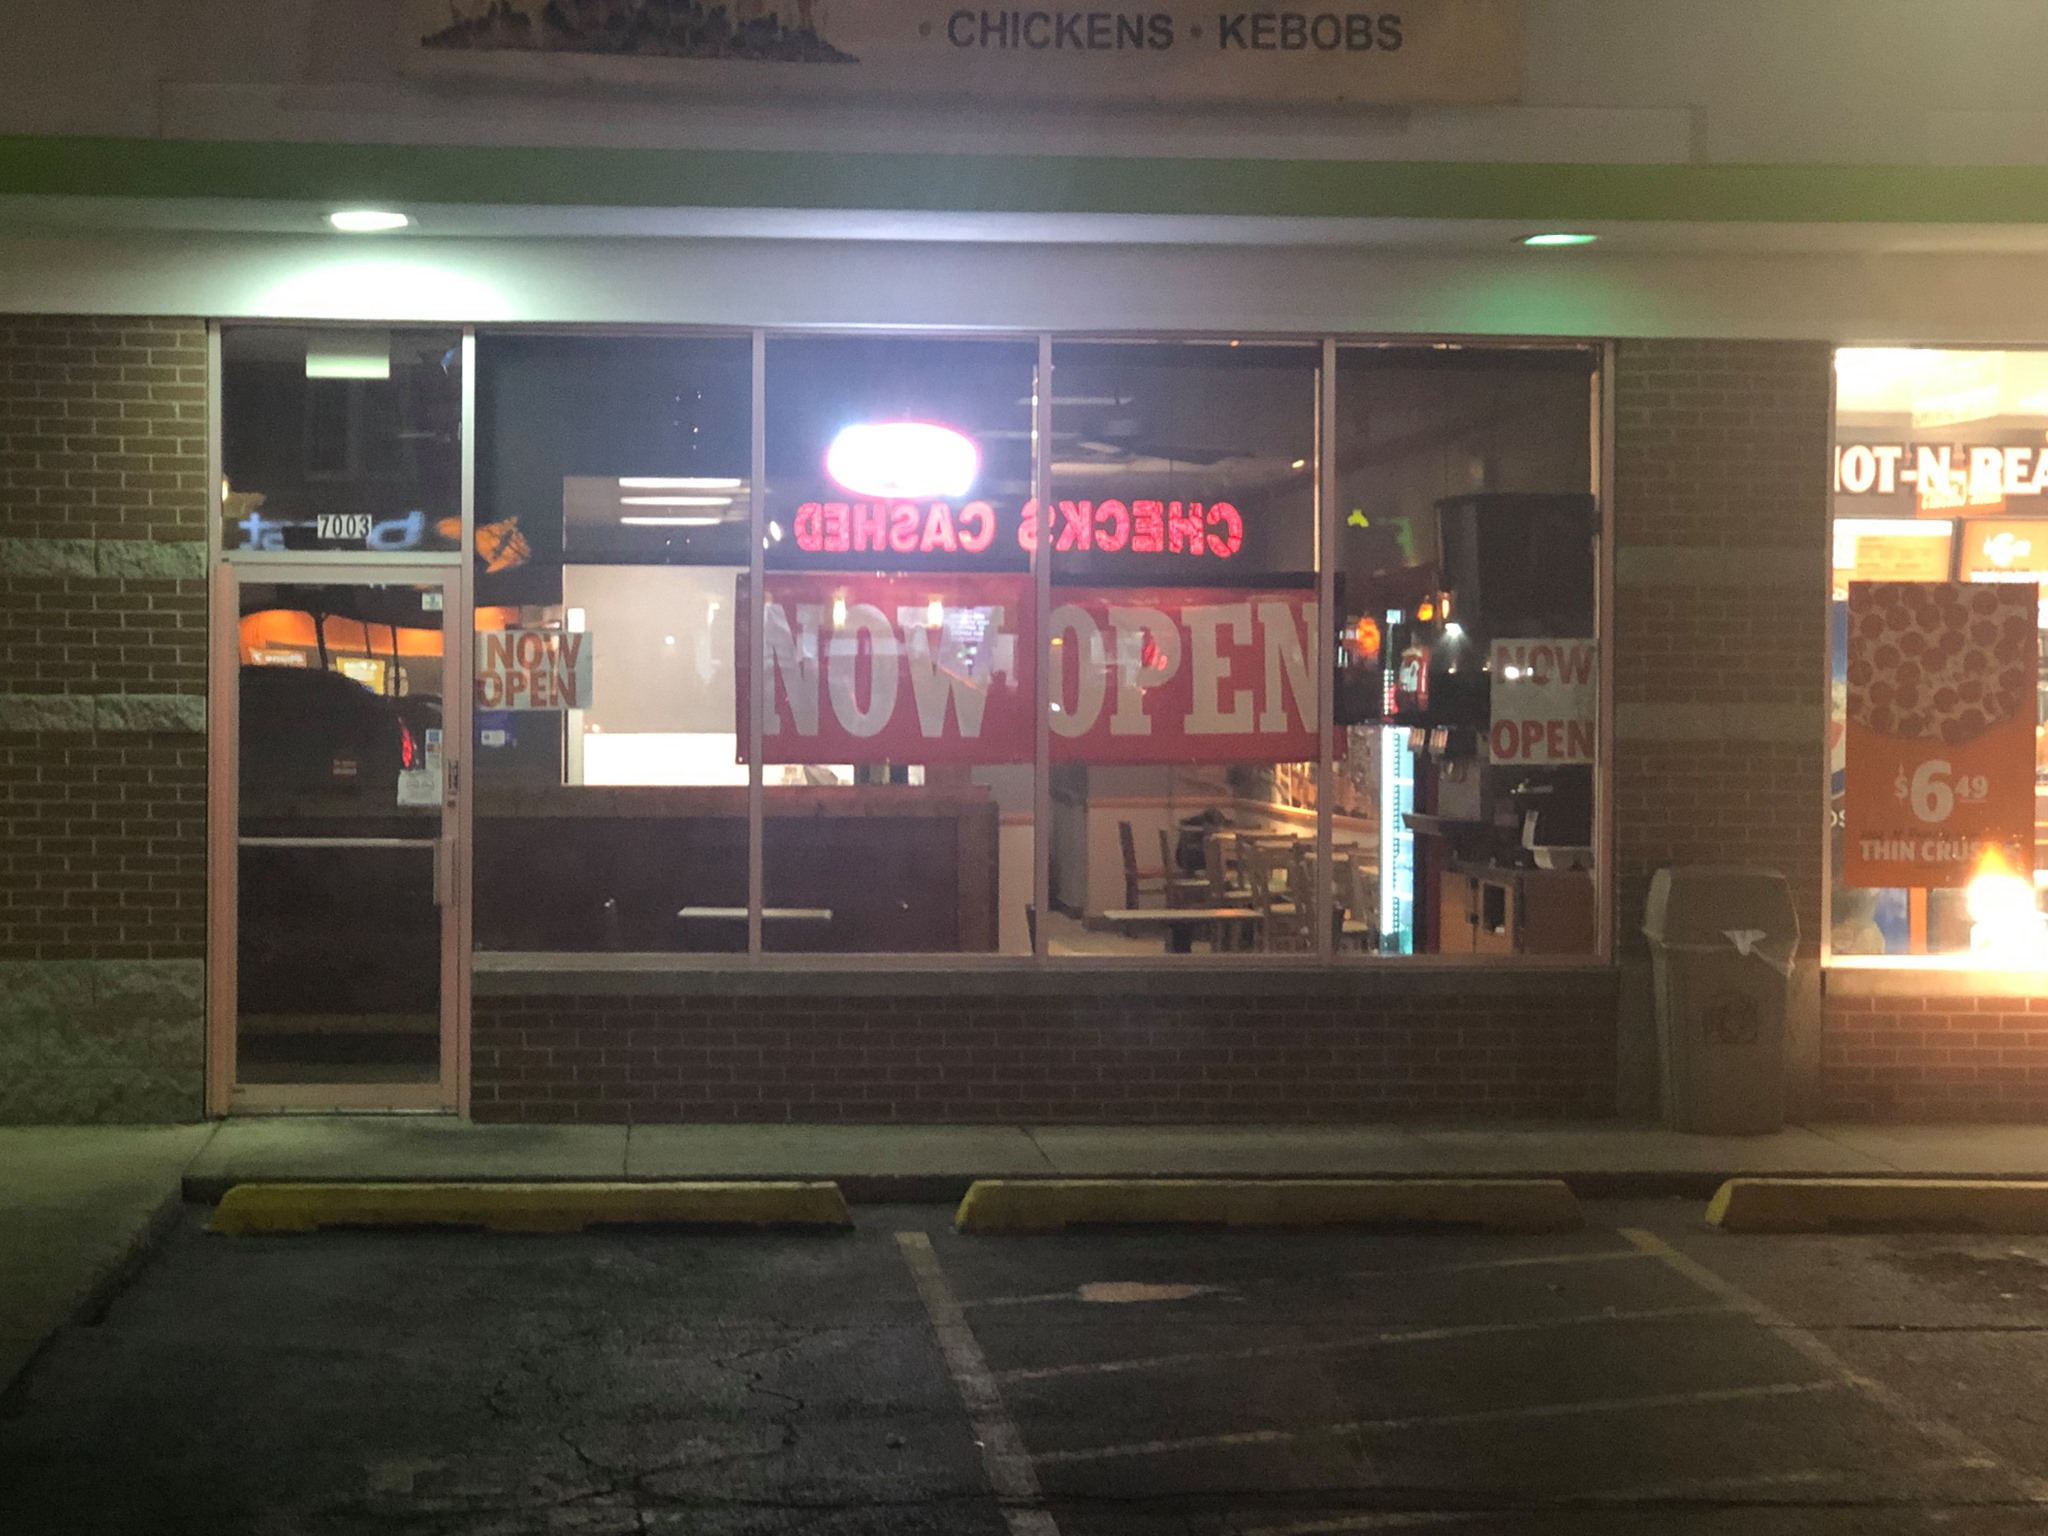 • CHICKENS • KEBOBS
7003
CHECKS CASHED
NOW
OPEN
NOW OPEN
NOW
OPEN
HOT-N-REA
$6 49
THIN CRUS